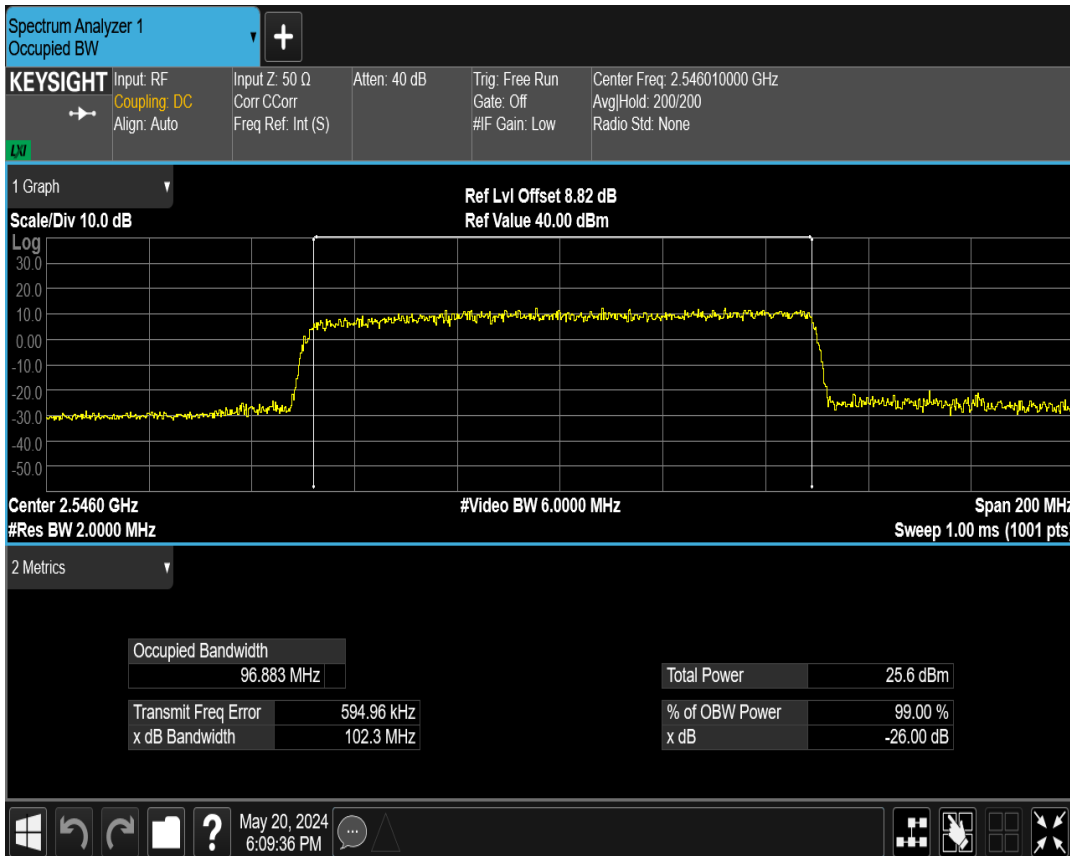 Spectrum Analyzer 1
Occupied BW
+
KEYSIGHT
LXI
Input: RF
Coupling: DC
Align: Auto
Input Z: 50 Ω
Corr CCorr
Freq Ref: Int (S)
Atten: 40 dB
Trig: Free Run
Gate: Off
#IF Gain: Low
Center Freq: 2.546010000 GHz
Avg|Hold: 200/200
Radio Std: None
1 Graph
Scale/Div 10.0 dB
Ref Lvl Offset 8.82 dB
Ref Value 40.00 dBm
Log
30.0
20.0
10.0
0.00
-10.0
-20.0
-30.0
-40.0
-50.0
Center 2.5460 GHz
#Video BW 6.0000 MHz
Span 200 MHz
#Res BW 2.0000 MHz
Sweep 1.00 ms (1001 pts)
2 Metrics
Occupied Bandwidth
96.883 MHz
Total Power 25.6 dBm
Transmit Freq Error 594.96 kHz
% of OBW Power 99.00 %
x dB Bandwidth 102.3 MHz
x dB -26.00 dB
?
May 20, 2024
6:09:36 PM